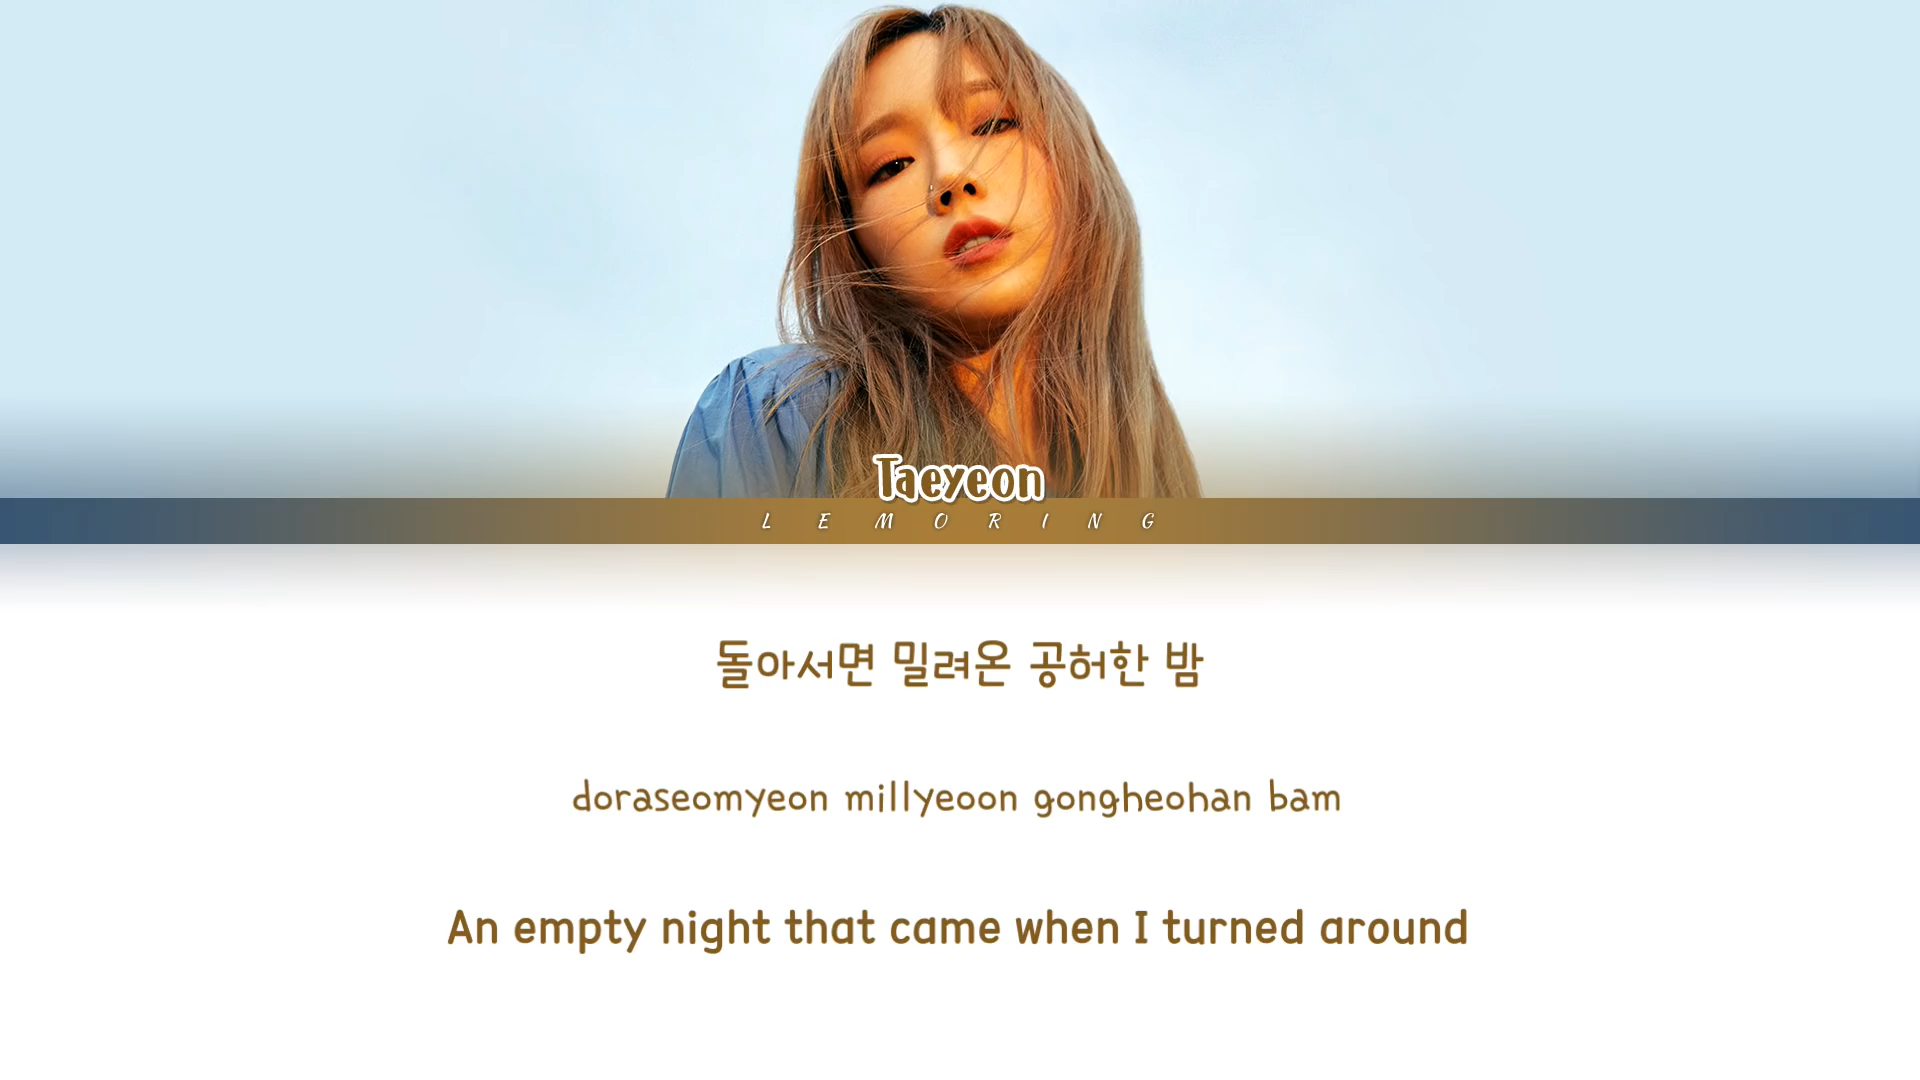 Taeyeon
LEMORING
돌아서면 밀려온 공허한 밤
doraseomyeon millyeoon gongheohan bam
An empty night that came when I turned around